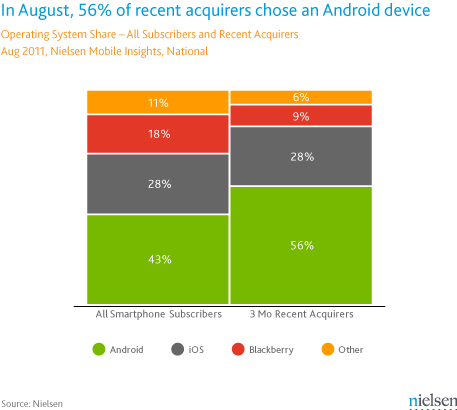 In August, 56% of recent acquirers chose an Android device
Operating System Share – All Subscribers and Recent Acquirers
Aug 2011, Nielsen Mobile Insights, National
11%
6%
18%
9%
28%
28%
43%
56%
All Smartphone Subscribers
3 Mo Recent Acquirers
Android
iOS
Blackberry
Other
Source: Nielsen
nielsen